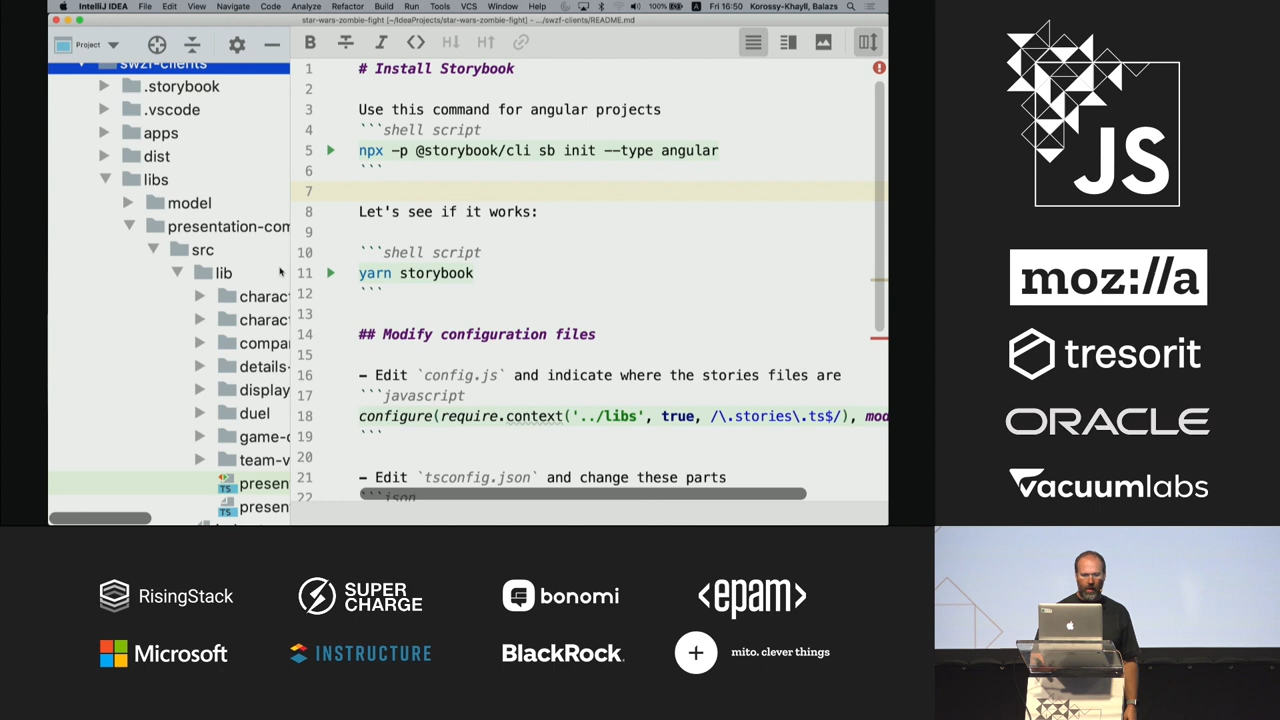 IntelliJ IDEA File Edit View Navigate Code Analyze Refactor Build Run Tools VCS Window Help 100% A Fri 16:50 Korossy-Khayll, Balazs
star-wars-zombie-fight [~/IdeaProjects/star-wars-zombie-fight] - .../swzf-clients/README.md
Project
B I H↓ H↑
swzf-clients
.storybook
.vscode
apps
dist
libs
model
presentation-com
src
lib
charac
charac
compa
details-
display
duel
game-c
team-v
TS presen
TS presen
1 # Install Storybook
2
3 Use this command for angular projects
4 ```shell script
5 npx -p @storybook/cli sb init --type angular
6 ```
7
8 Let's see if it works:
9
10 ```shell script
11 yarn storybook
12 ```
13
14 ## Modify configuration files
15
16 - Edit `config.js` and indicate where the stories files are
17 ```javascript
18 configure(require.context('../libs', true, /\.stories\.ts$/), mod
19 ```
20
21 - Edit `tsconfig.json` and change these parts
22 ```json
JS
moz://a
tresorit
ORACLE
vacuumlabs
RisingStack
SUPER
CHARGE
bonomi
<epam>
Microsoft
INSTRUCTURE
BLACKROCK.
mito. clever things